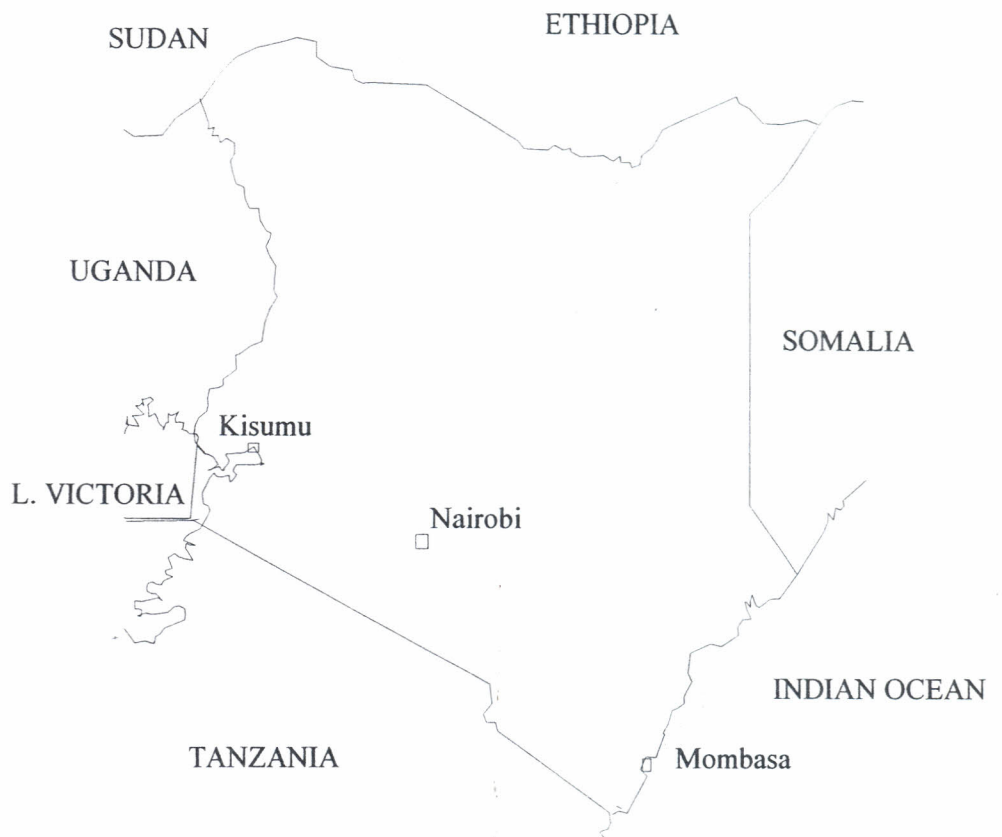 ETHIOPIA
SUDAN
UGANDA
SOMALIA
Kisumu
L. VICTORIA
Nairobi
INDIAN OCEAN
TANZANIA
Mombasa